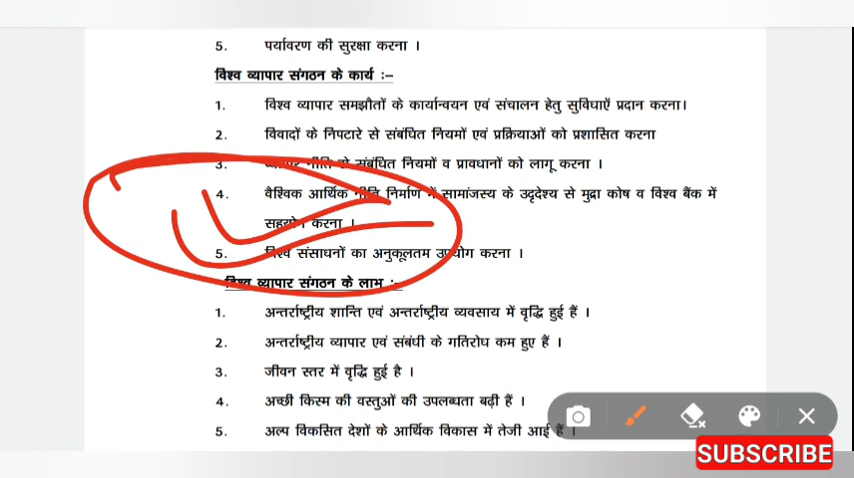 5. पर्यावरण की सुरक्षा करना ।
विश्व व्यापार संगठन के कार्य :–
1. विश्व व्यापार समझौतों के कार्यान्वयन एवं संचालन हेतु सुविधाऐं प्रदान करना।
2. विवादों के निपटारे से संबंधित नियमों एवं प्रक्रियाओं को प्रशासित करना
3. व्यापार नीति से संबंधित नियमों व प्रावधानों को लागू करना ।
4. वैश्विक आर्थिक नीति निर्माण में सामांजस्य के उद्देश्य से मुद्रा कोष व विश्व बैंक में
सहयोग करना ।
5. विश्व संसाधनों का अनुकूलतम उपयोग करना ।
विश्व व्यापार संगठन के लाभ :-
1. अन्तर्राष्ट्रीय शान्ति एवं अन्तर्राष्ट्रीय व्यवसाय में वृद्धि हुई हैं ।
2. अन्तर्राष्ट्रीय व्यापार एवं संबंधी के गतिरोध कम हुए हैं ।
3. जीवन स्तर में वृद्धि हुई है ।
4. अच्छी किस्म की वस्तुओं की उपलब्धता बढ़ी हैं ।
5. अल्प विकसित देशों के आर्थिक विकास में तेजी आई हैं ।
SUBSCRIBE